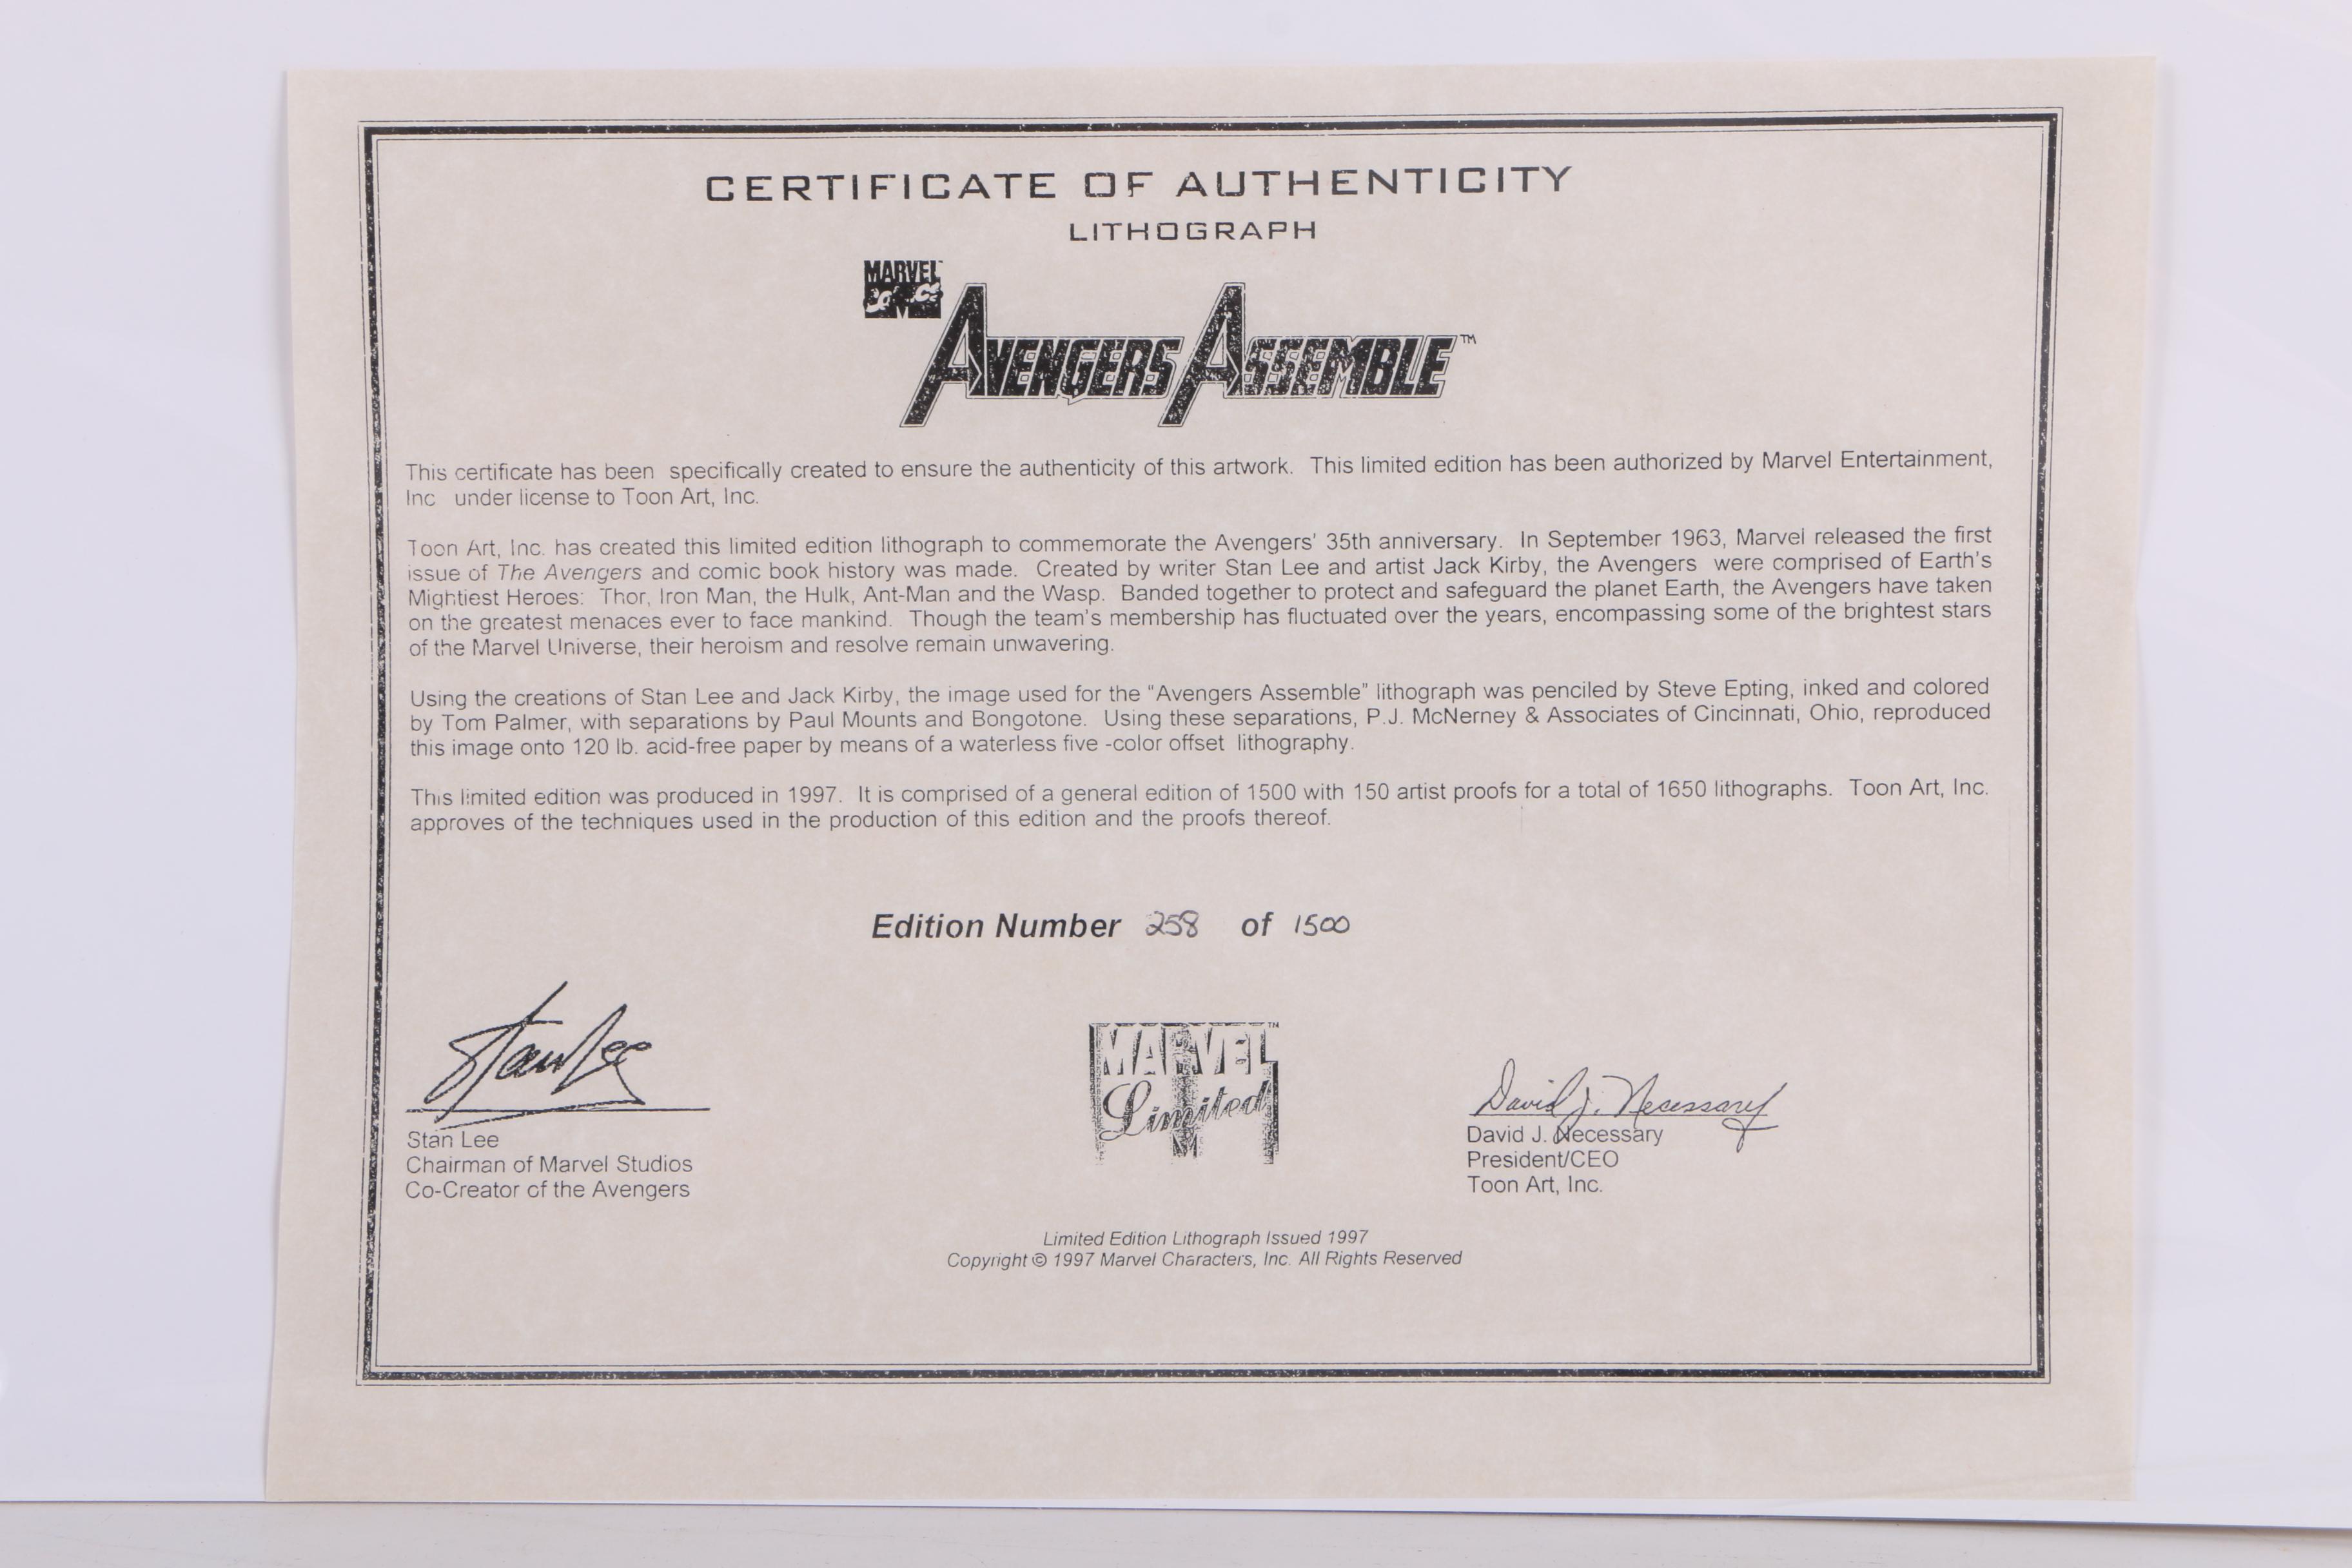 CERTIFICATE OF AUTHENTICITY
LITHOGRAPH
MARVEL
AVENGERS ASSEMBLE™
This certificate has been specifically created to ensure the authenticity of this artwork. This limited edition has been authorized by Marvel Entertainment,
Inc under license to Toon Art, Inc.
Toon Art, Inc. has created this limited edition lithograph to commemorate the Avengers' 35th anniversary. In September 1963, Marvel released the first
issue of The Avengers and comic book history was made. Created by writer Stan Lee and artist Jack Kirby, the Avengers were comprised of Earth's
Mightiest Heroes: Thor, Iron Man, the Hulk, Ant-Man and the Wasp. Banded together to protect and safeguard the planet Earth, the Avengers have taken
on the greatest menaces ever to face mankind. Though the team's membership has fluctuated over the years, encompassing some of the brightest stars
of the Marvel Universe, their heroism and resolve remain unwavering.
Using the creations of Stan Lee and Jack Kirby, the image used for the "Avengers Assemble" lithograph was penciled by Steve Epting, inked and colored
by Tom Palmer, with separations by Paul Mounts and Bongotone. Using these separations, P.J. McNerney & Associates of Cincinnati, Ohio, reproduced
this image onto 120 lb. acid-free paper by means of a waterless five -color offset lithography.
This limited edition was produced in 1997. It is comprised of a general edition of 1500 with 150 artist proofs for a total of 1650 lithographs. Toon Art, Inc.
approves of the techniques used in the production of this edition and the proofs thereof.
Edition Number 258 of 1500
Stan Lee
Stan Lee
Chairman of Marvel Studios
Co-Creator of the Avengers
MARVEL™
Limited
David J. Necessary
David J. Necessary
President/CEO
Toon Art, Inc.
Limited Edition Lithograph Issued 1997
Copyright © 1997 Marvel Characters, Inc. All Rights Reserved